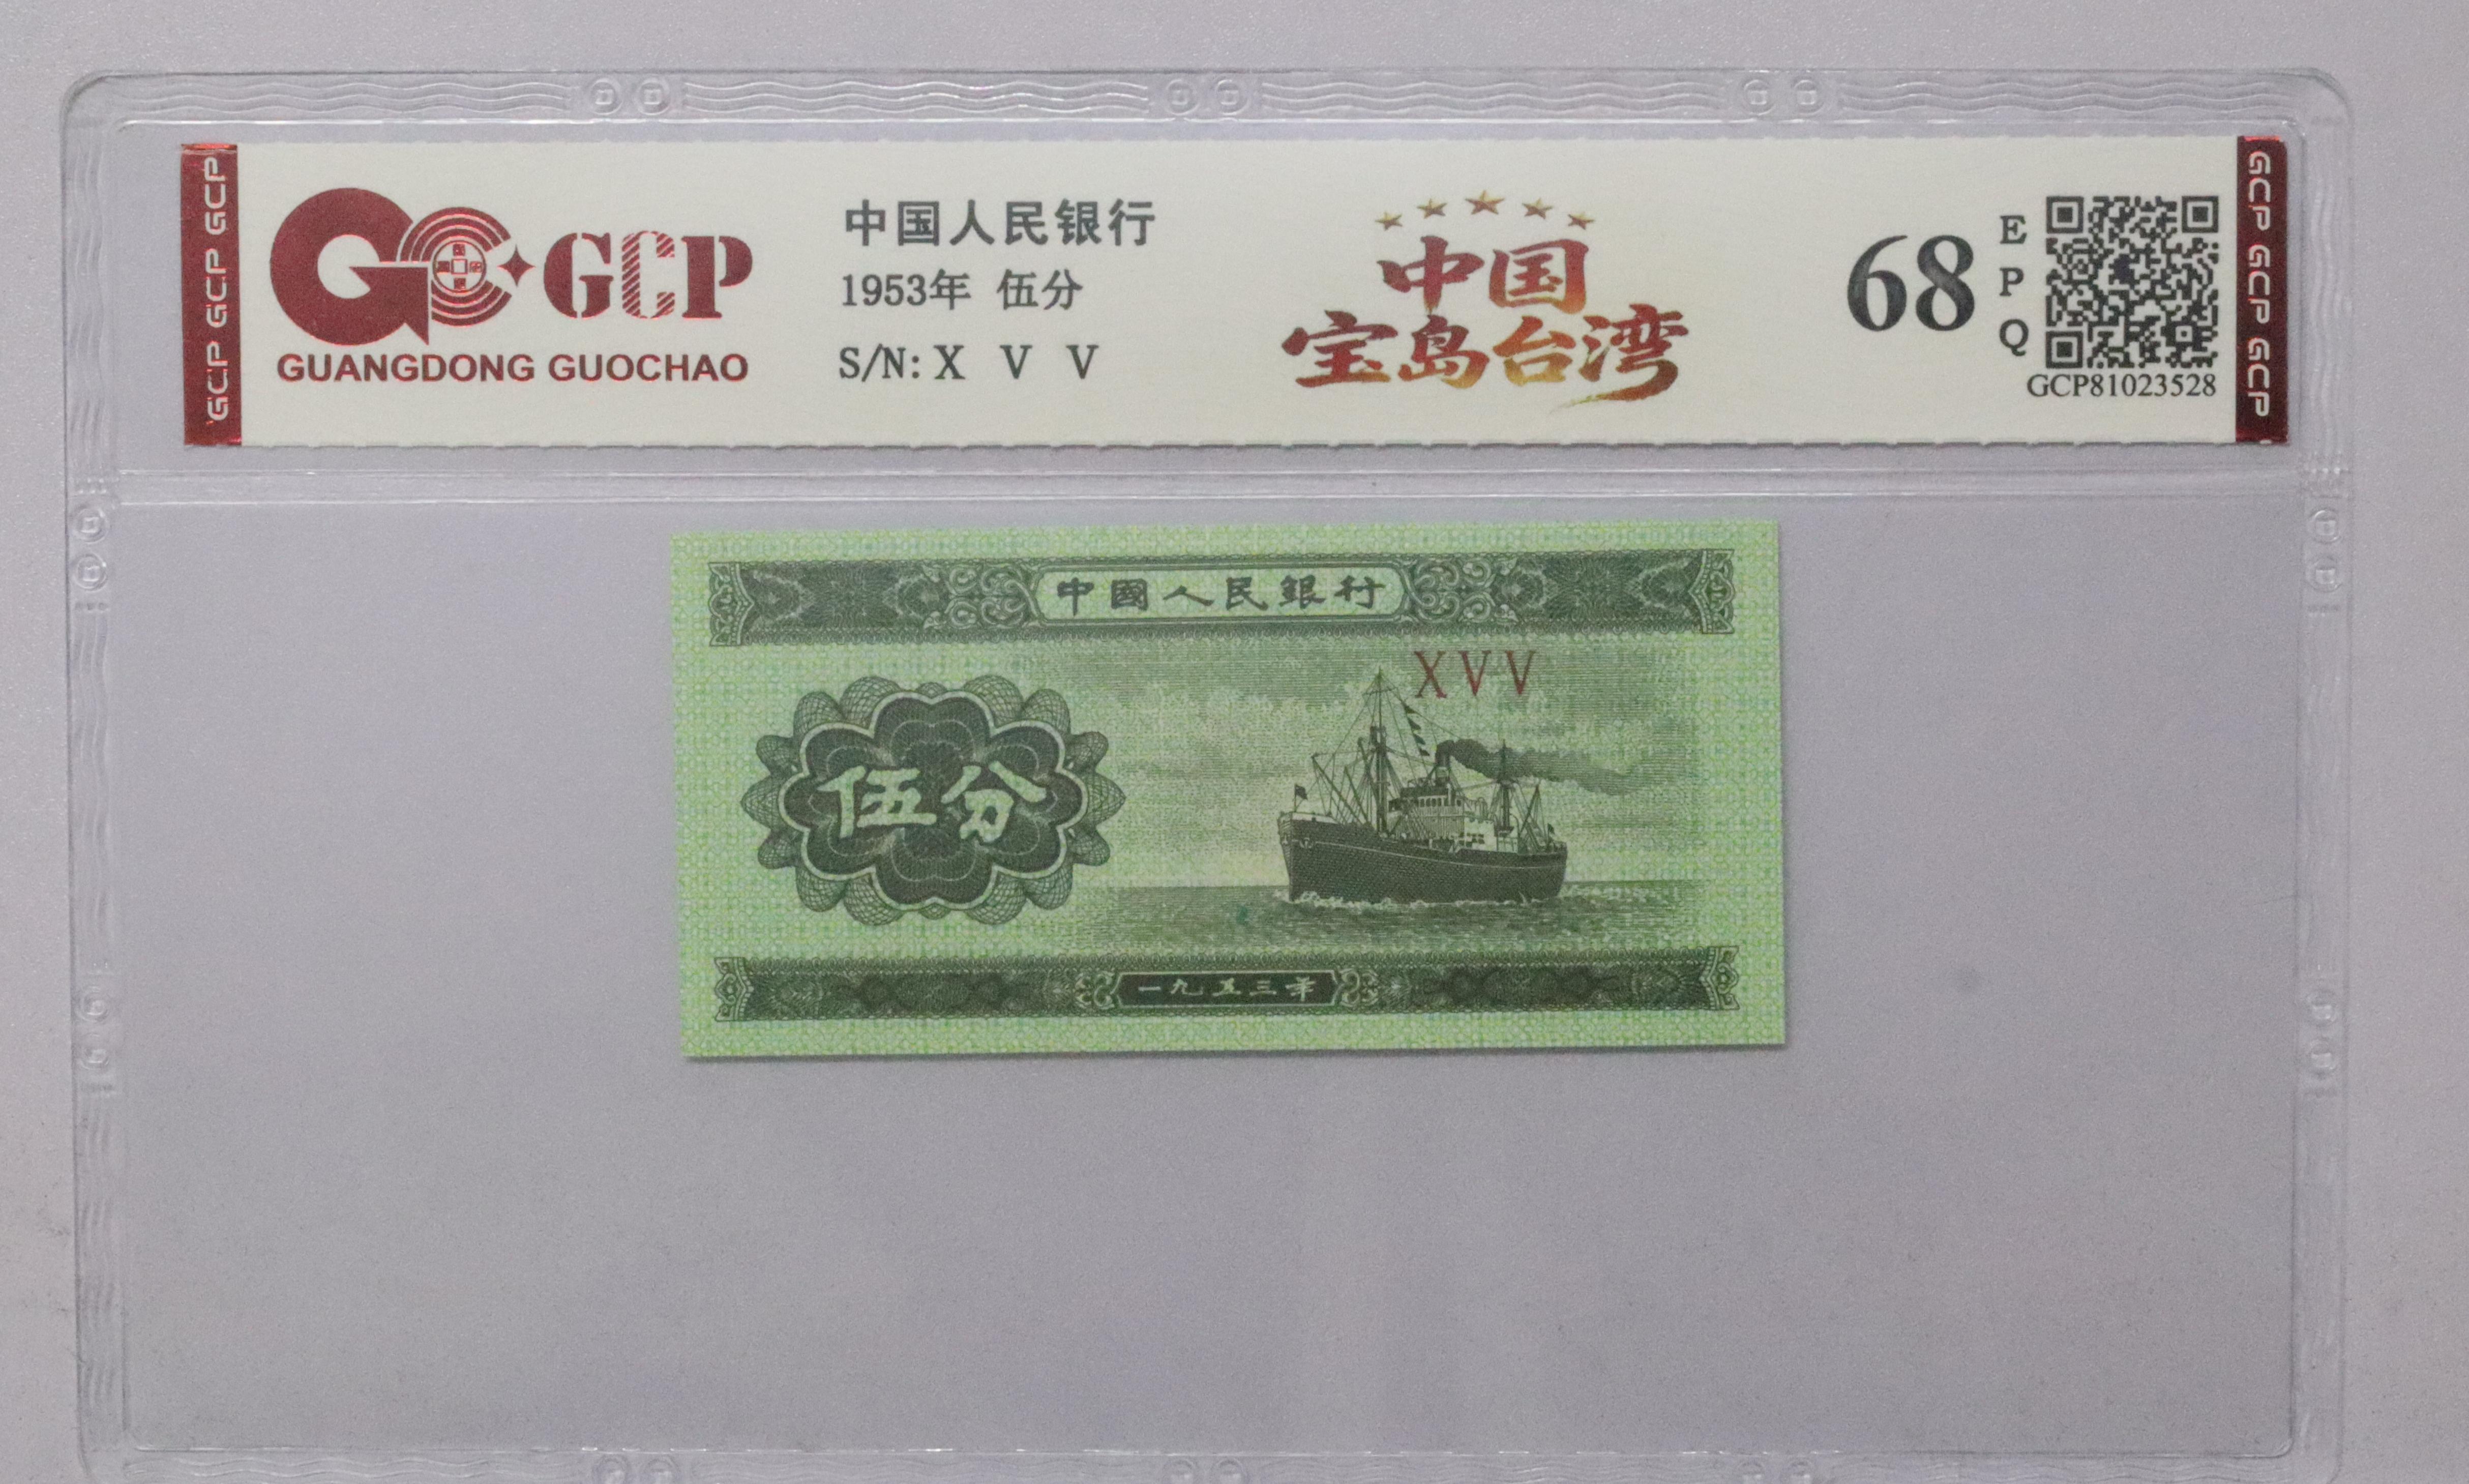 GCP GCP GCP
GCP
GUANGDONG GUOCHAO
中国人民银行
1953年 伍分
S/N: X V V
中国
宝岛台湾
68
EPQ
GCP81023528
GCP GCP GCP
中國人民銀行
XVV
伍分
一九五三年